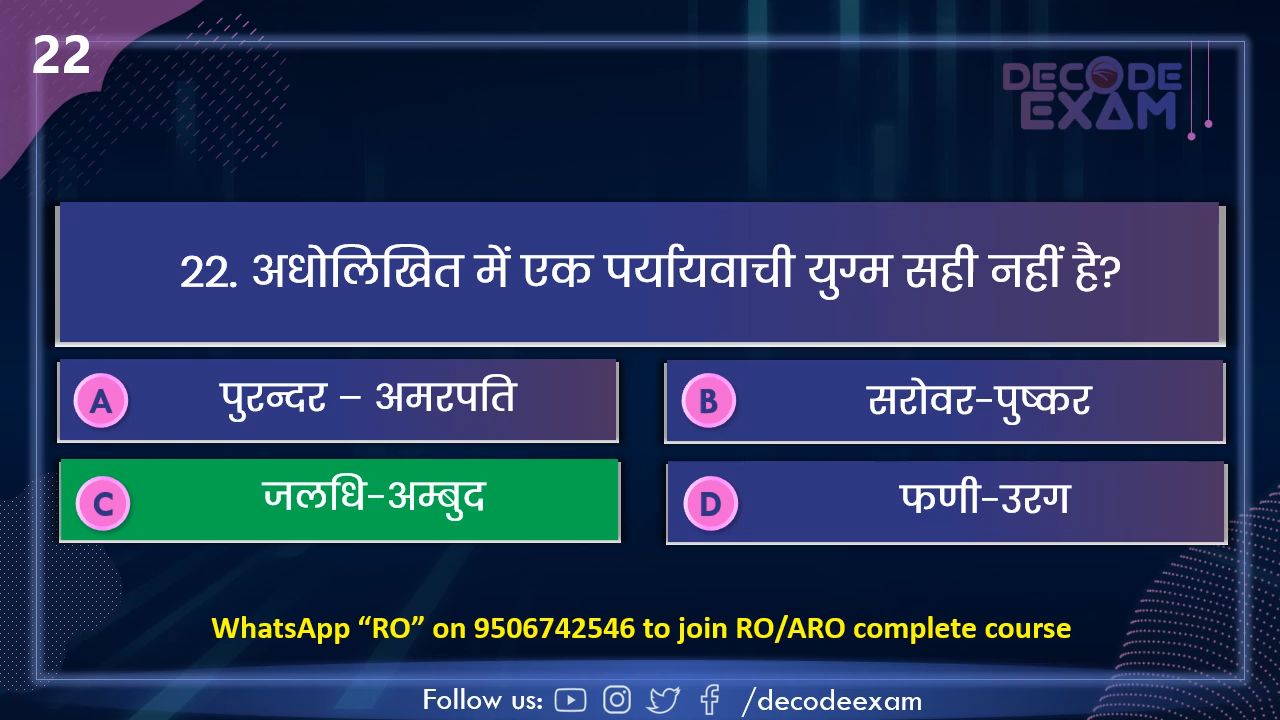 22
DECODE
EXAM
22. अधोलिखित में एक पर्यायवाची युग्म सही नहीं है?
A पुरन्दर – अमरपति
B सरोवर-पुष्कर
C जलधि-अम्बुद
D फणी-उरग
WhatsApp “RO” on 9506742546 to join RO/ARO complete course
Follow us: /decodeexam